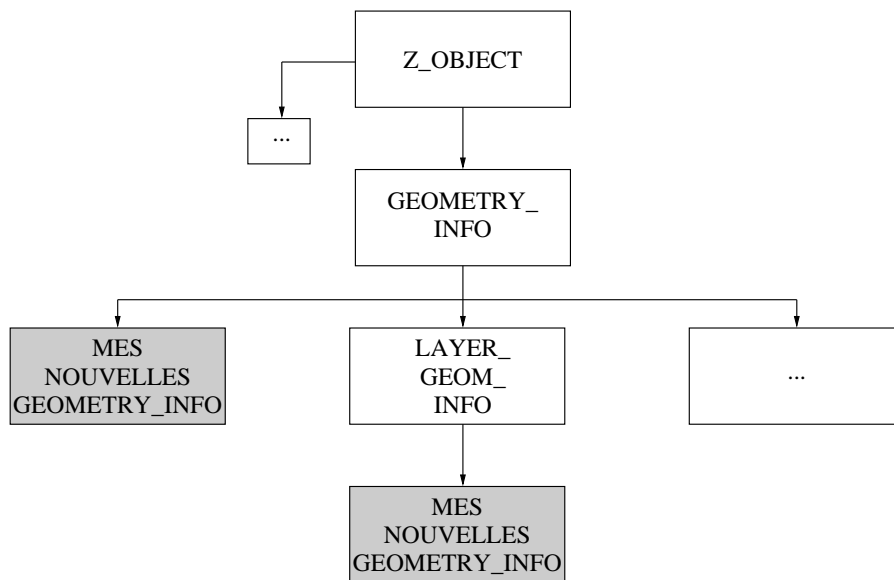 Z_OBJECT
...
GEOMETRY_
INFO
MES
NOUVELLES
GEOMETRY_INFO
LAYER_
GEOM_
INFO
...
MES
NOUVELLES
GEOMETRY_INFO